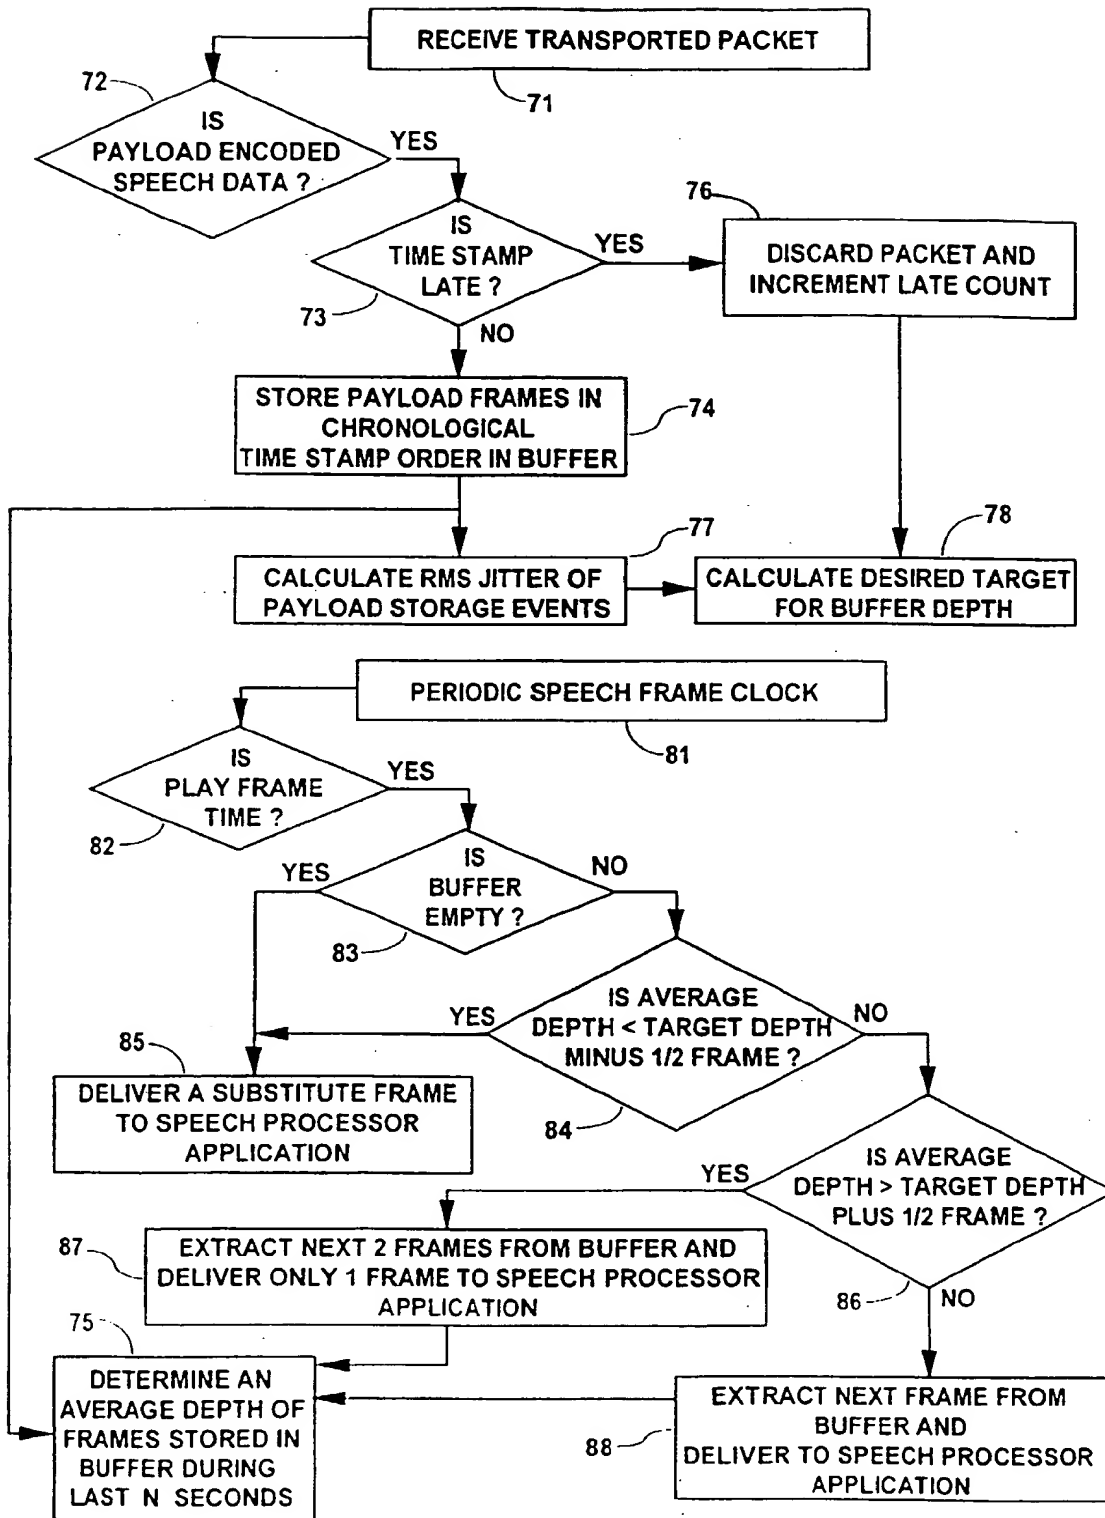 RECEIVE TRANSPORTED PACKET
71
72
IS
PAYLOAD ENCODED
SPEECH DATA ?
YES
IS
TIME STAMP
LATE ?
73
YES
NO
76
DISCARD PACKET AND
INCREMENT LATE COUNT
STORE PAYLOAD FRAMES IN
CHRONOLOGICAL
TIME STAMP ORDER IN BUFFER
74
77
CALCULATE RMS JITTER OF
PAYLOAD STORAGE EVENTS
78
CALCULATE DESIRED TARGET
FOR BUFFER DEPTH
PERIODIC SPEECH FRAME CLOCK
81
IS
PLAY FRAME
TIME ?
82
YES
IS
BUFFER
EMPTY ?
83
YES
NO
IS AVERAGE
DEPTH < TARGET DEPTH
MINUS 1/2 FRAME ?
84
YES
NO
85
DELIVER A SUBSTITUTE FRAME
TO SPEECH PROCESSOR
APPLICATION
IS AVERAGE
DEPTH > TARGET DEPTH
PLUS 1/2 FRAME ?
86
YES
NO
87
EXTRACT NEXT 2 FRAMES FROM BUFFER AND
DELIVER ONLY 1 FRAME TO SPEECH PROCESSOR
APPLICATION
75
DETERMINE AN
AVERAGE DEPTH OF
FRAMES STORED IN
BUFFER DURING
LAST N SECONDS
88
EXTRACT NEXT FRAME FROM
BUFFER AND
DELIVER TO SPEECH PROCESSOR
APPLICATION